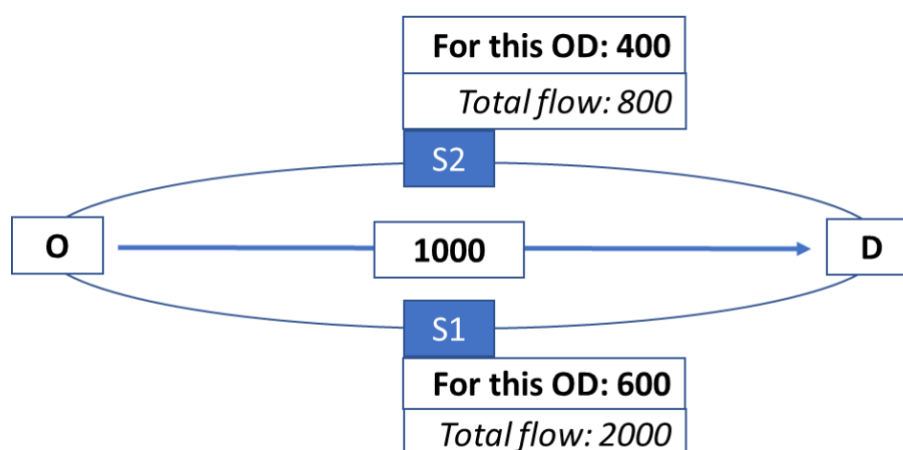 For this OD: 400
Total flow: 800
S2
O
1000
D
S1
For this OD: 600
Total flow: 2000